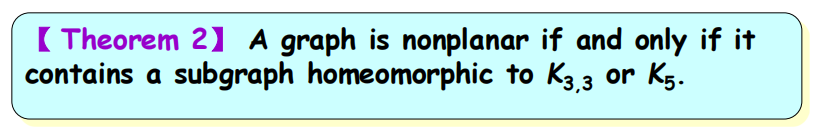 【 Theorem 2】 A graph is nonplanar if and only if it
contains a subgraph homeomorphic to K₃,₃ or K₅.